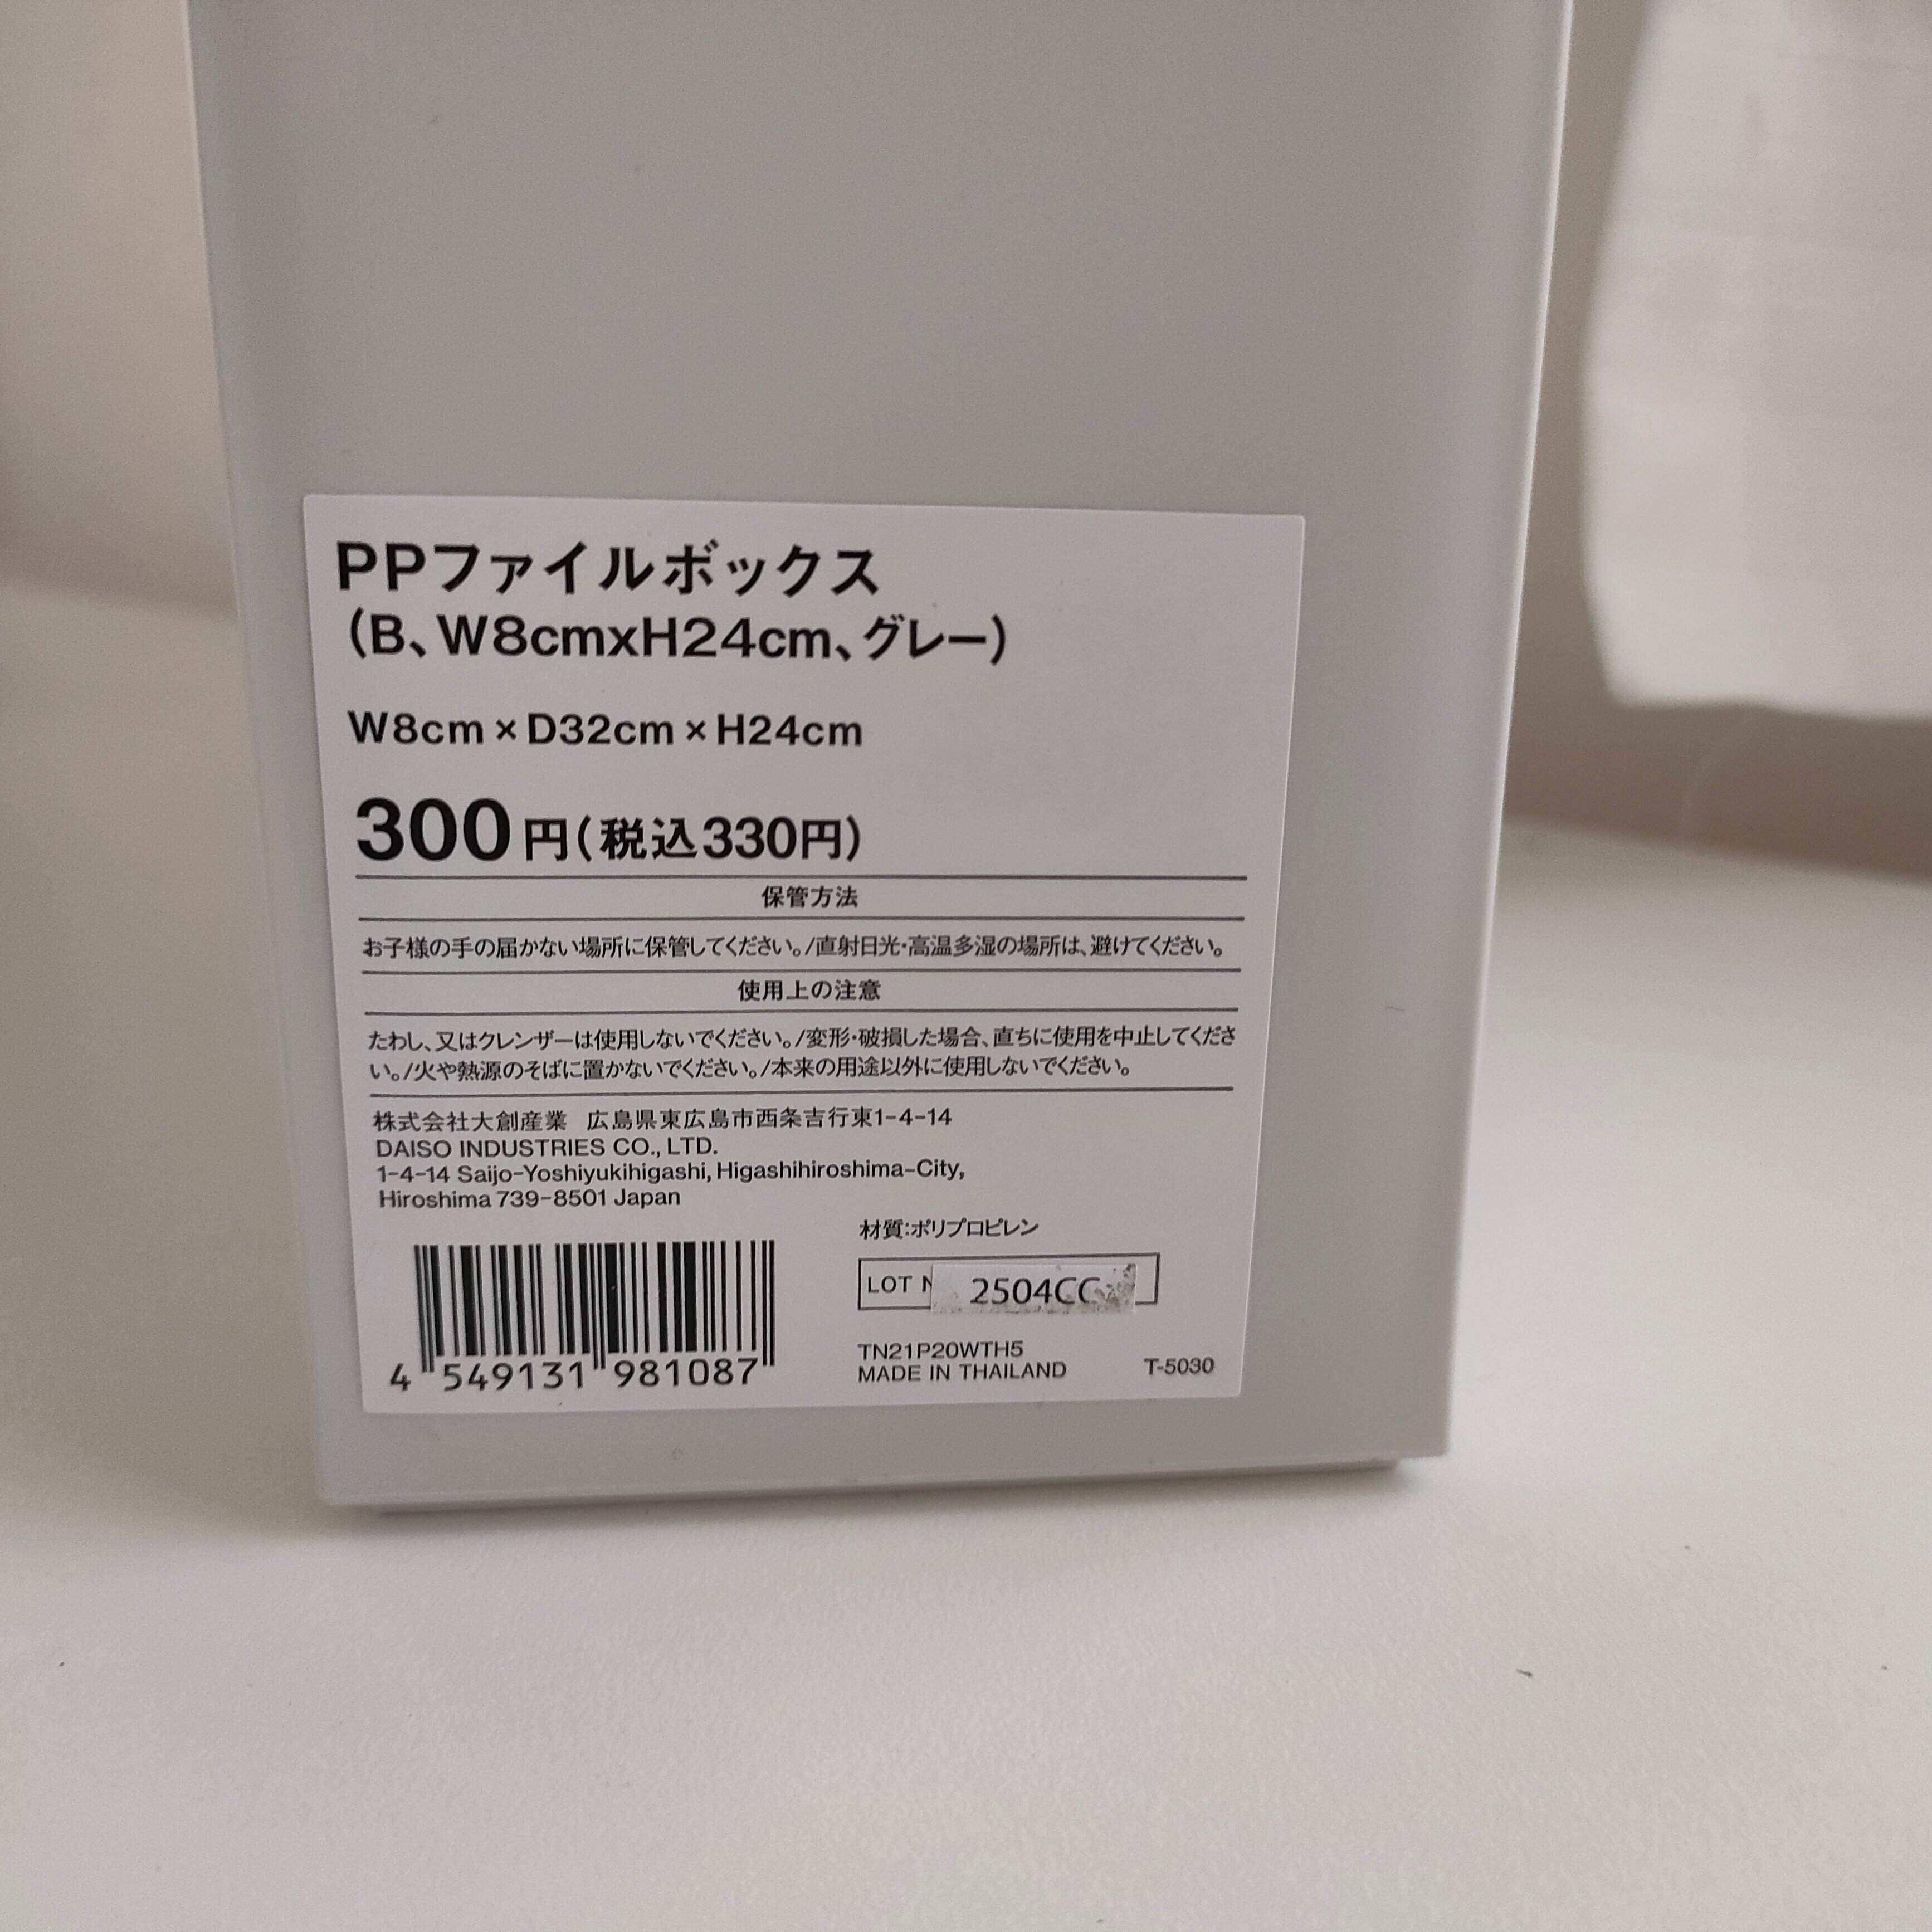 PPファイルボックス
（B、W8cmxH24cm、グレー）
W8cm×D32cm×H24cm
300円（税込330円）
保管方法
お子様の手の届かない場所に保管してください。/直射日光・高温多湿の場所は、避けてください。
使用上の注意
たわし、又はクレンザーは使用しないでください。/変形・破損した場合、直ちに使用を中止してくださ
い。/火や熱源のそばに置かないでください。/本来の用途以外に使用しないでください。
株式会社大創産業 広島県東広島市西条吉行東1-4-14
DAISO INDUSTRIES CO., LTD.
1-4-14 Saijo-Yoshiyukihigashi, Higashihiroshima-City,
Hiroshima 739-8501 Japan
材質：ポリプロピレン
LOT 2504CC
TN21P20WTH5
MADE IN THAILAND T-5030
4 549131 981087